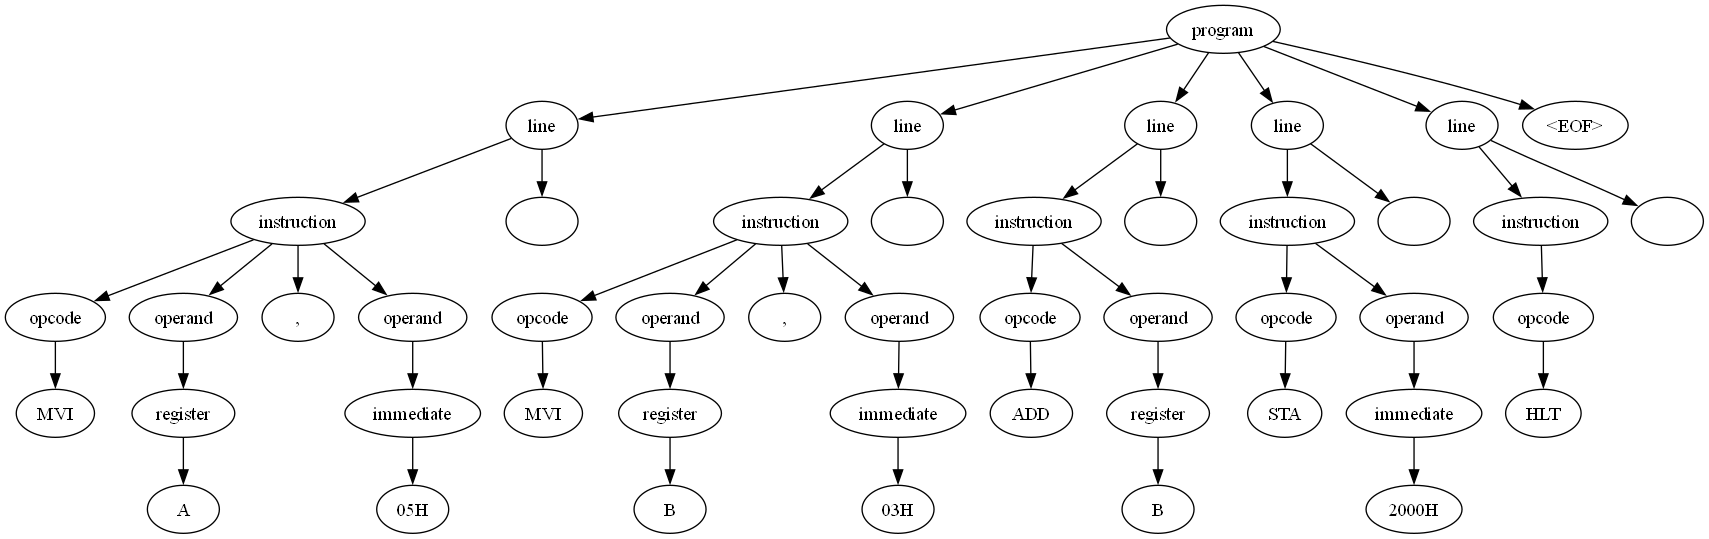 program
line line line line line <EOF>
instruction instruction instruction instruction instruction
opcode operand , operand opcode operand , operand opcode operand opcode operand opcode
MVI register immediate MVI register immediate ADD register STA immediate HLT
A 05H B 03H B 2000H